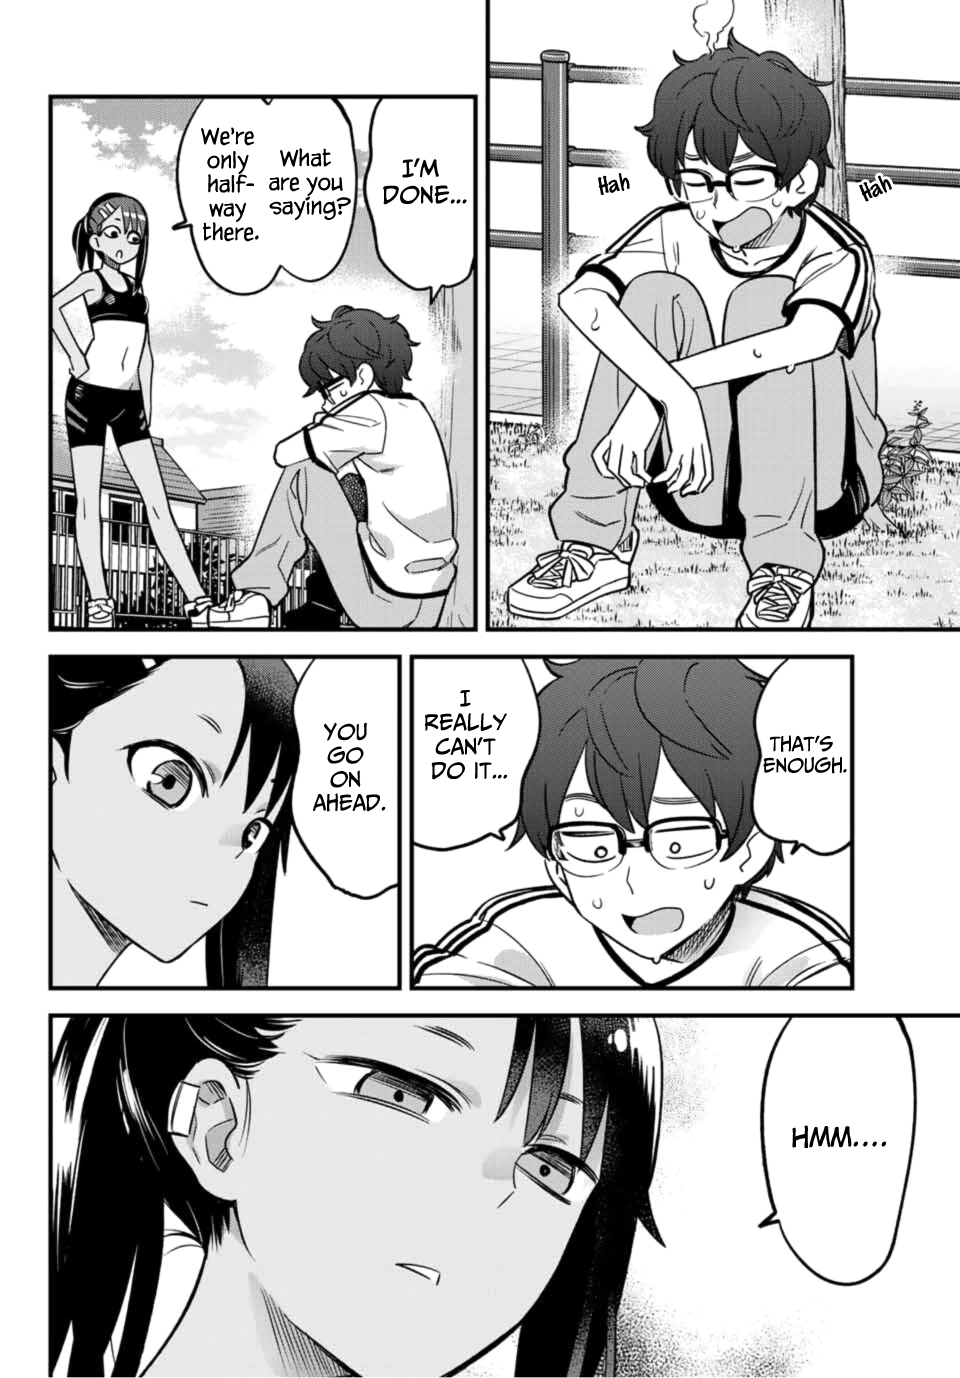 Hah
Hah
I'M
DONE...
What
are you
saying?
We're
only
half-
way
there.
THAT'S
ENOUGH.
I
REALLY
CAN'T
DO IT...
YOU
GO
ON
AHEAD.
HMM....